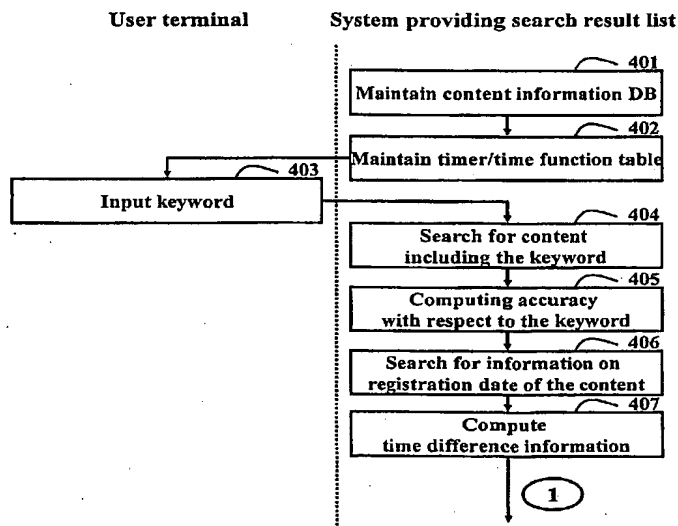 User terminal
System providing search result list
401
Maintain content information DB
402
Maintain timer/time function table
403
Input keyword
404
Search for content
including the keyword
405
Computing accuracy
with respect to the keyword
406
Search for information on
registration date of the content
407
Compute
time difference information
1